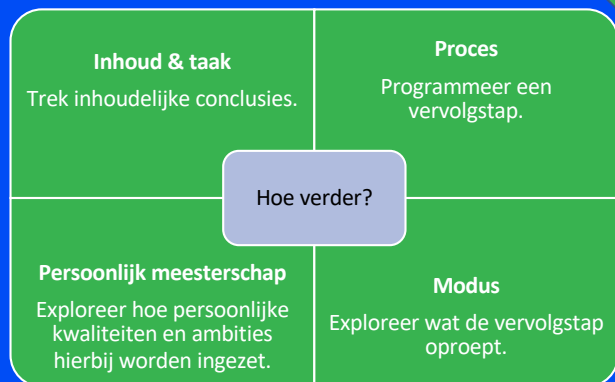 Inhoud & taak
Trek inhoudelijke conclusies.
Proces
Programmeer een
vervolgstap.
Hoe verder?
Persoonlijk meesterschap
Exploreer hoe persoonlijke
kwaliteiten en ambities
hierbij worden ingezet.
Modus
Exploreer wat de vervolgstap
oproept.